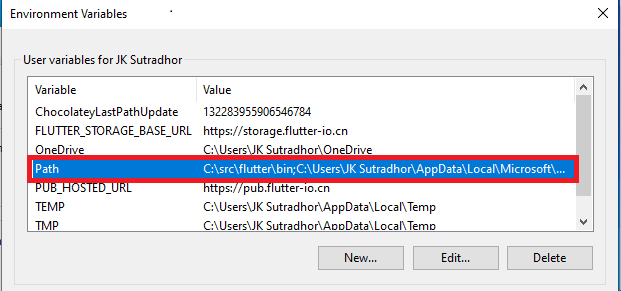 Environment Variables
User variables for JK Sutradhor
Variable Value
ChocolateyLastPathUpdate 132283955906546784
FLUTTER_STORAGE_BASE_URL https://storage.flutter-io.cn
OneDrive C:\Users\JK Sutradhor\OneDrive
Path C:\src\flutter\bin;C:\Users\JK Sutradhor\AppData\Local\Microsoft\...
PUB_HOSTED_URL https://pub.flutter-io.cn
TEMP C:\Users\JK Sutradhor\AppData\Local\Temp
TMP C:\Users\JK Sutradhor\AppData\Local\Temp
New... Edit... Delete